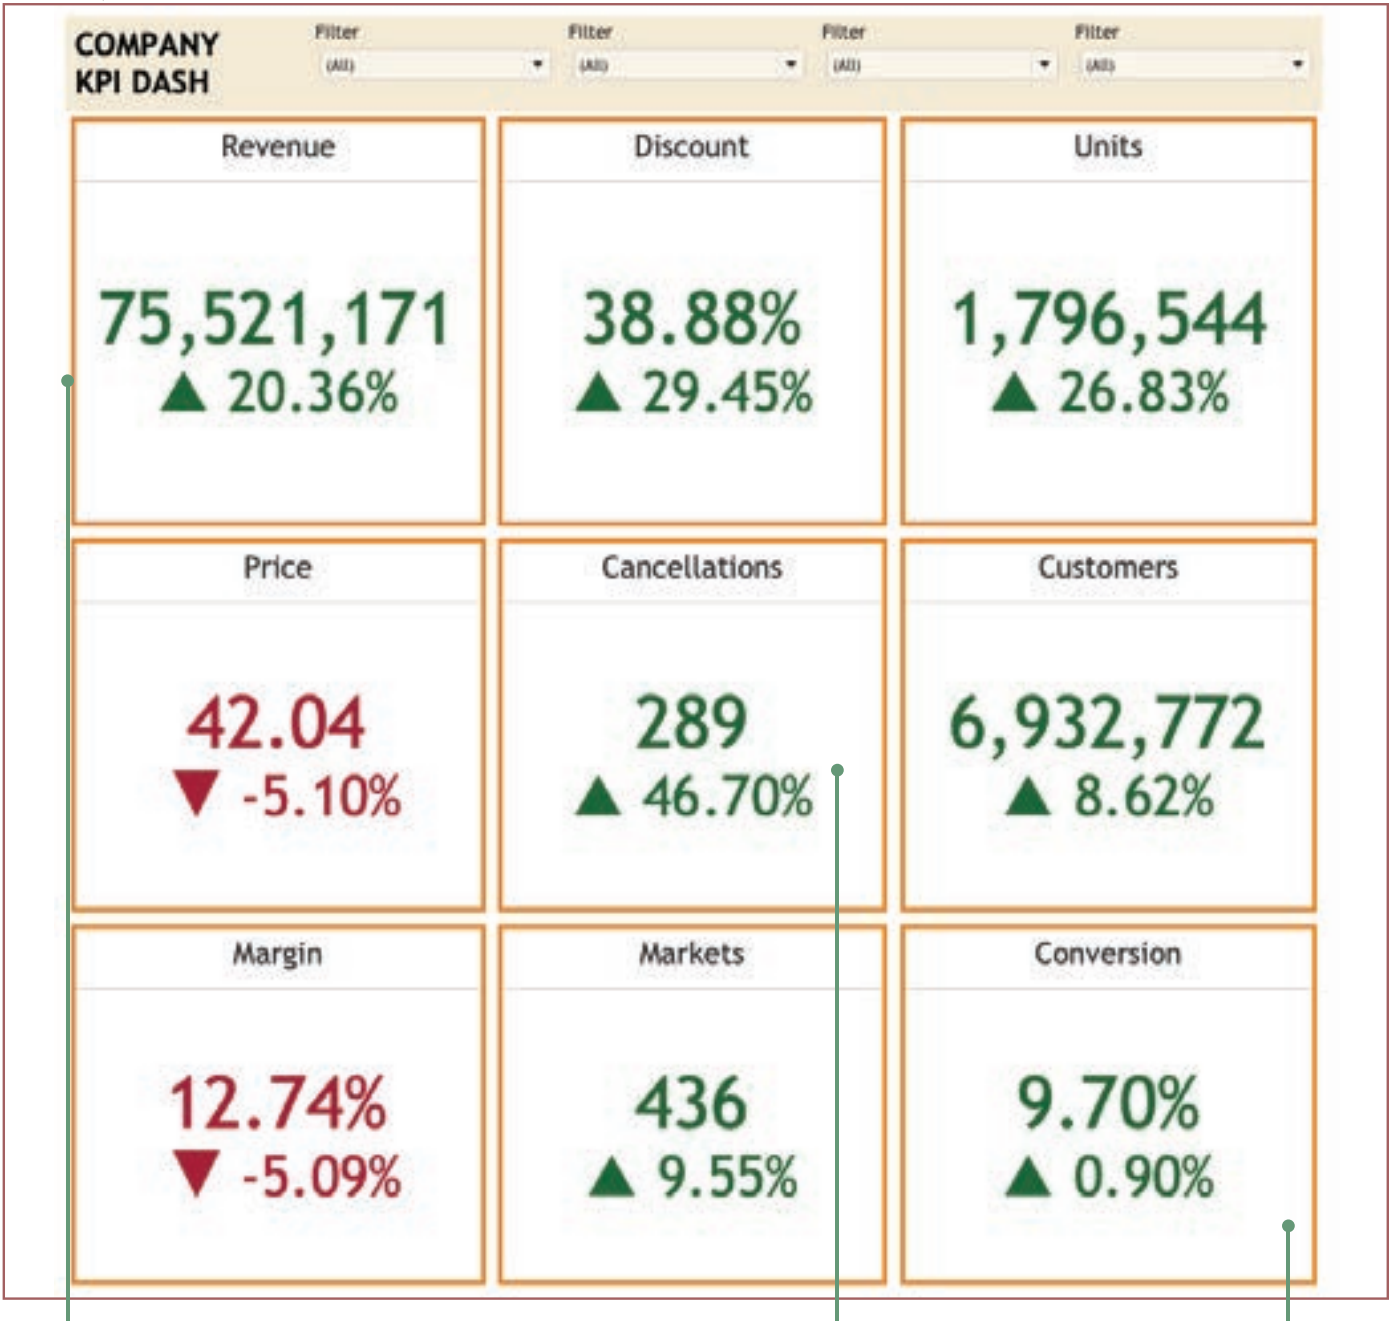 COMPANY
KPI DASH
Filter Filter Filter Filter
(All) (All) (All) (All)
Revenue Discount Units
75,521,171 38.88% 1,796,544
▲ 20.36% ▲ 29.45% ▲ 26.83%
Price Cancellations Customers
42.04 289 6,932,772
▼ -5.10% ▲ 46.70% ▲ 8.62%
Margin Markets Conversion
12.74% 436 9.70%
▼ -5.09% ▲ 9.55% ▲ 0.90%